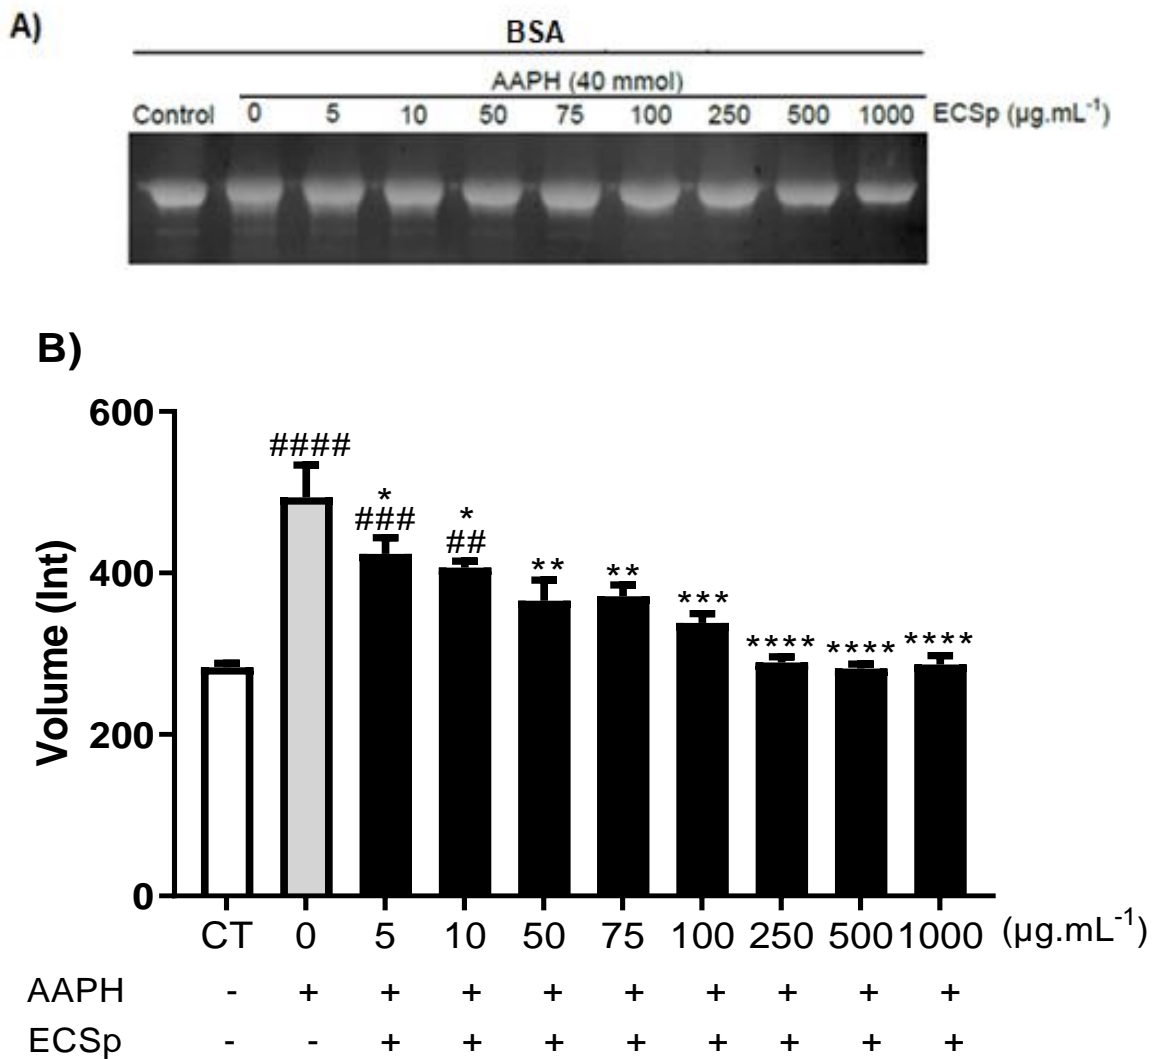 A)
BSA
AAPH (40 mmol)
Control 0 5 10 50 75 100 250 500 1000 ECSp (µg.mL⁻¹)
B)
Volume (Int)
600
400
200
0
####
*
###
*
##
**
**
***
****
****
****
CT 0 5 10 50 75 100 250 500 1000 (µg.mL⁻¹)
AAPH - + + + + + + + + +
ECSp - - + + + + + + + +